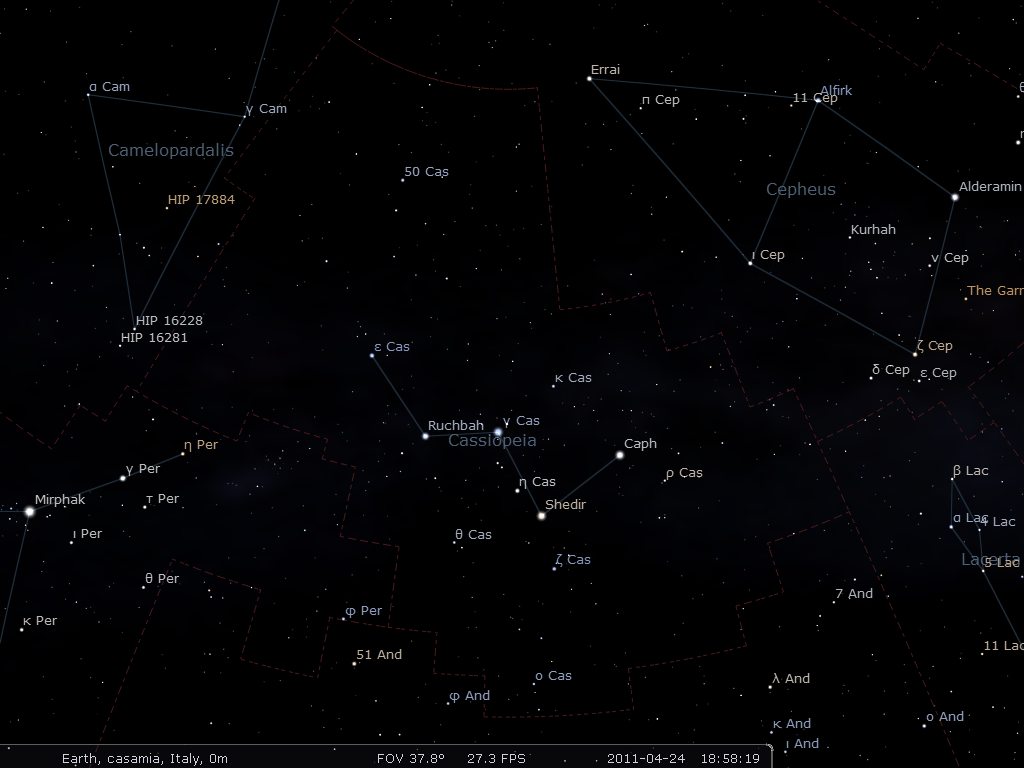 Errai
α Cam
π Cep
11 Cep
Alfirk
γ Cam
Camelopardalis
50 Cas
Cepheus
Alderamin
HIP 17884
Kurhah
ι Cep
ν Cep
The Garn
HIP 16228
HIP 16281
ε Cas
ζ Cep
δ Cep
ε Cep
κ Cas
Ruchbah
γ Cas
Cassiopeia
Caph
η Per
γ Per
ρ Cas
β Lac
η Cas
Mirphak
τ Per
Shedir
α Lac
4 Lac
ι Per
θ Cas
ζ Cas
Lacerta
5 Lac
θ Per
7 And
φ Per
κ Per
11 Lac
51 And
ο Cas
λ And
φ And
κ And
ο And
ι And
Earth, casamia, Italy, 0m FOV 37.8° 27.3 FPS 2011-04-24 18:58:19